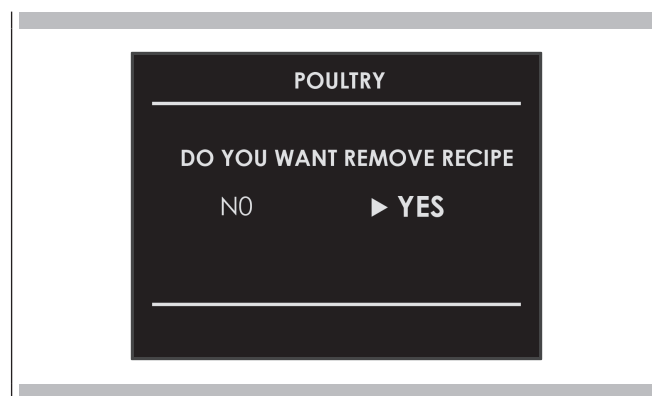 POULTRY
DO YOU WANT REMOVE RECIPE
N0 ▶ YES